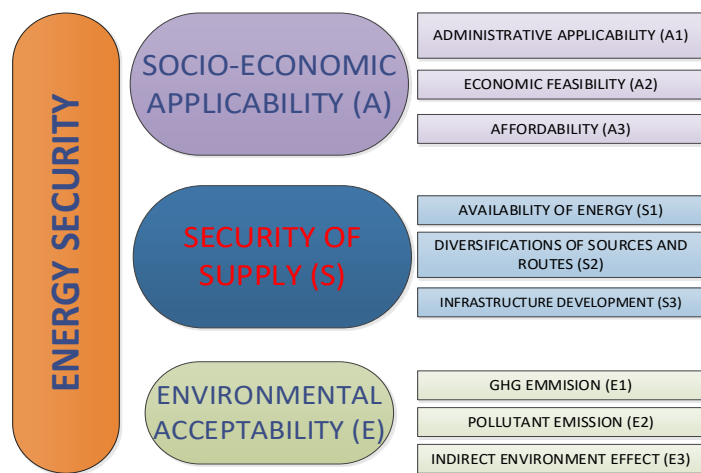 ENERGY SECURITY
SOCIO-ECONOMIC
APPLICABILITY (A)
ADMINISTRATIVE APPLICABILITY (A1)
ECONOMIC FEASIBILITY (A2)
AFFORDABILITY (A3)
SECURITY OF
SUPPLY (S)
AVAILABILITY OF ENERGY (S1)
DIVERSIFICATIONS OF SOURCES AND
ROUTES (S2)
INFRASTRUCTURE DEVELOPMENT (S3)
ENVIRONMENTAL
ACCEPTABILITY (E)
GHG EMMISION (E1)
POLLUTANT EMISSION (E2)
INDIRECT ENVIRONMENT EFFECT (E3)